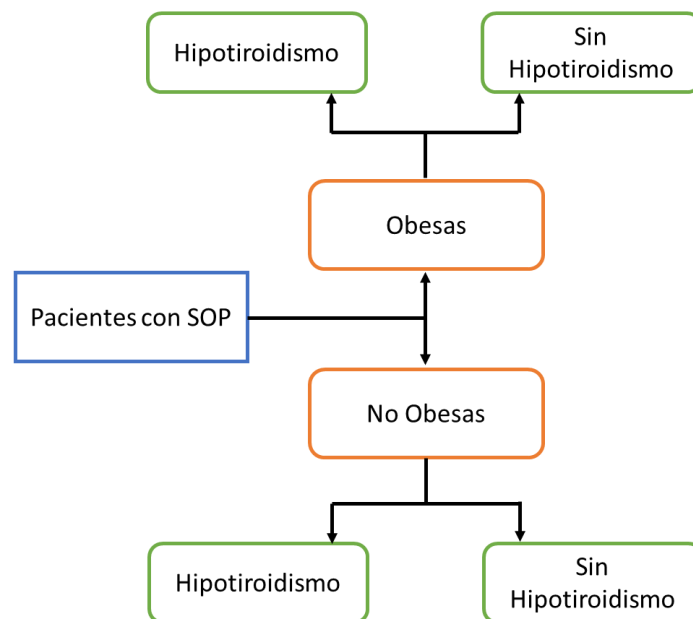 Hipotiroidismo
Sin
Hipotiroidismo
Obesas
Pacientes con SOP
No Obesas
Hipotiroidismo
Sin
Hipotiroidismo